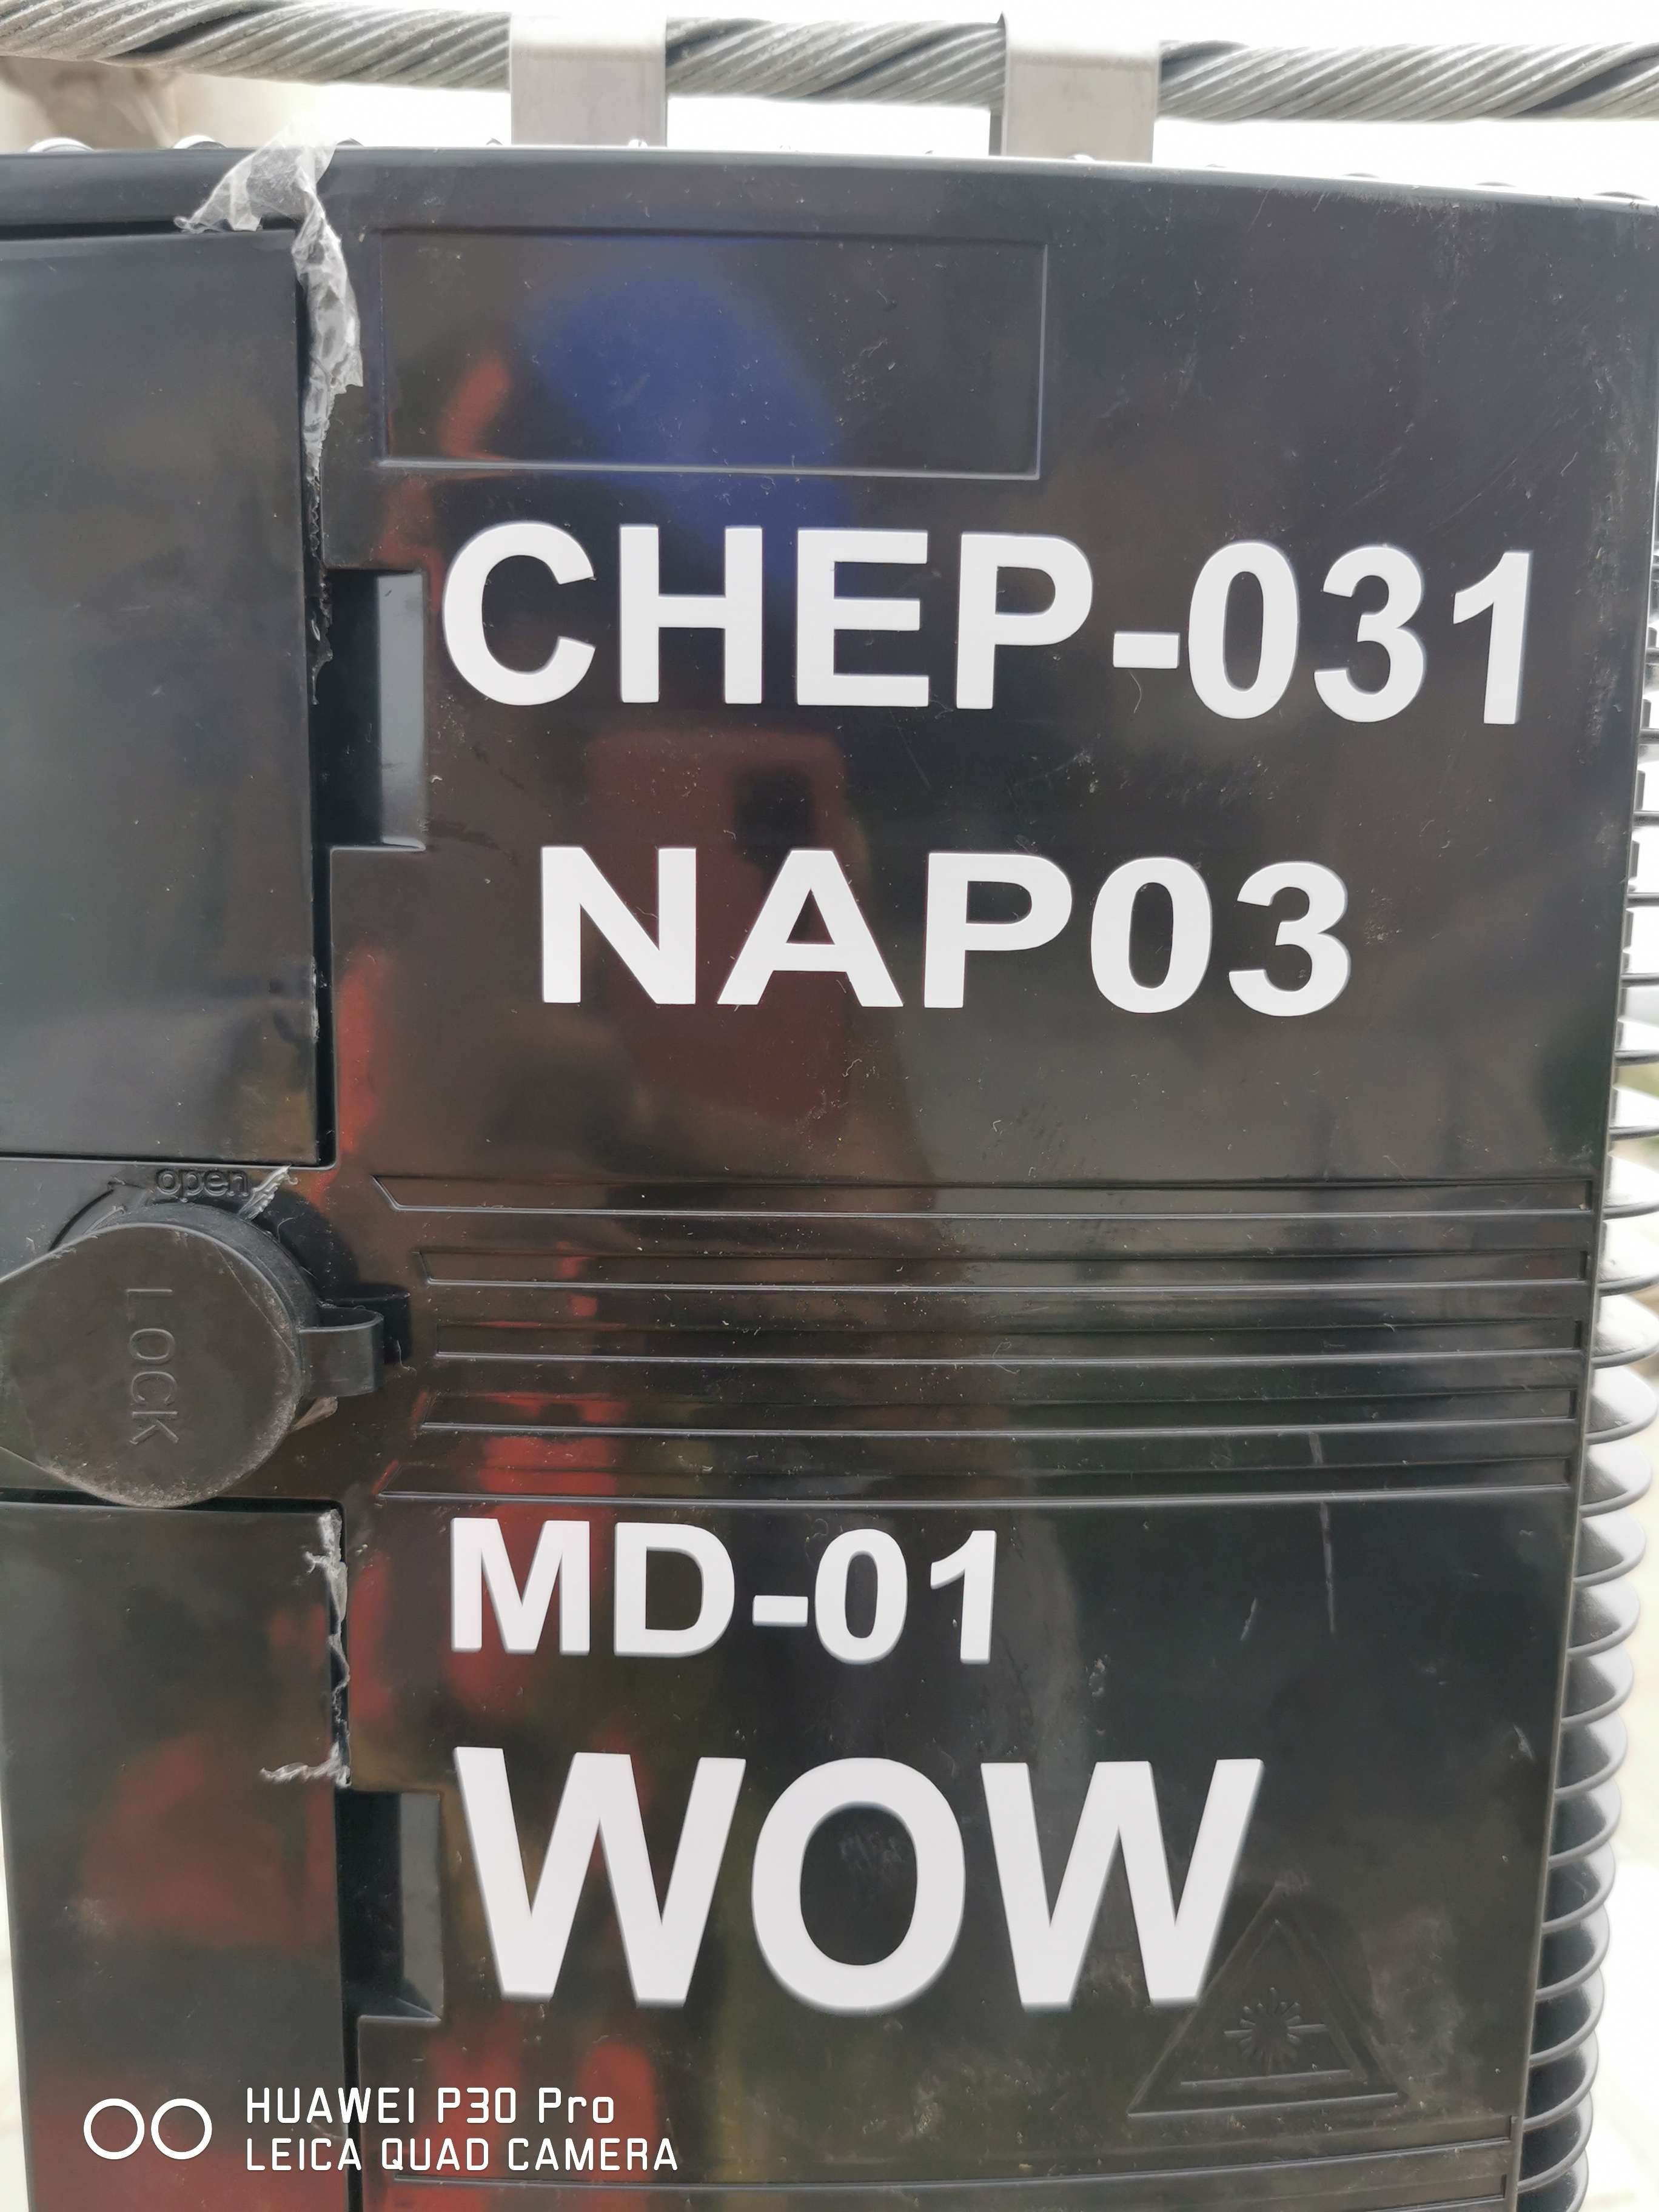 CHEP-031
NAP03
open
LOCK
MD-01
WOW
HUAWEI P30 Pro
LEICA QUAD CAMERA